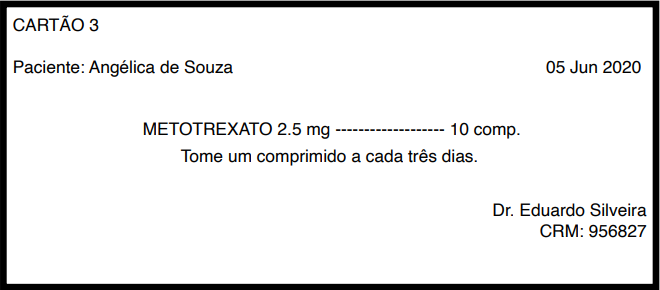 CARTÃO 3
Paciente: Angélica de Souza 05 Jun 2020
METOTREXATO 2.5 mg ------------------- 10 comp.
Tome um comprimido a cada três dias.
Dr. Eduardo Silveira
CRM: 956827